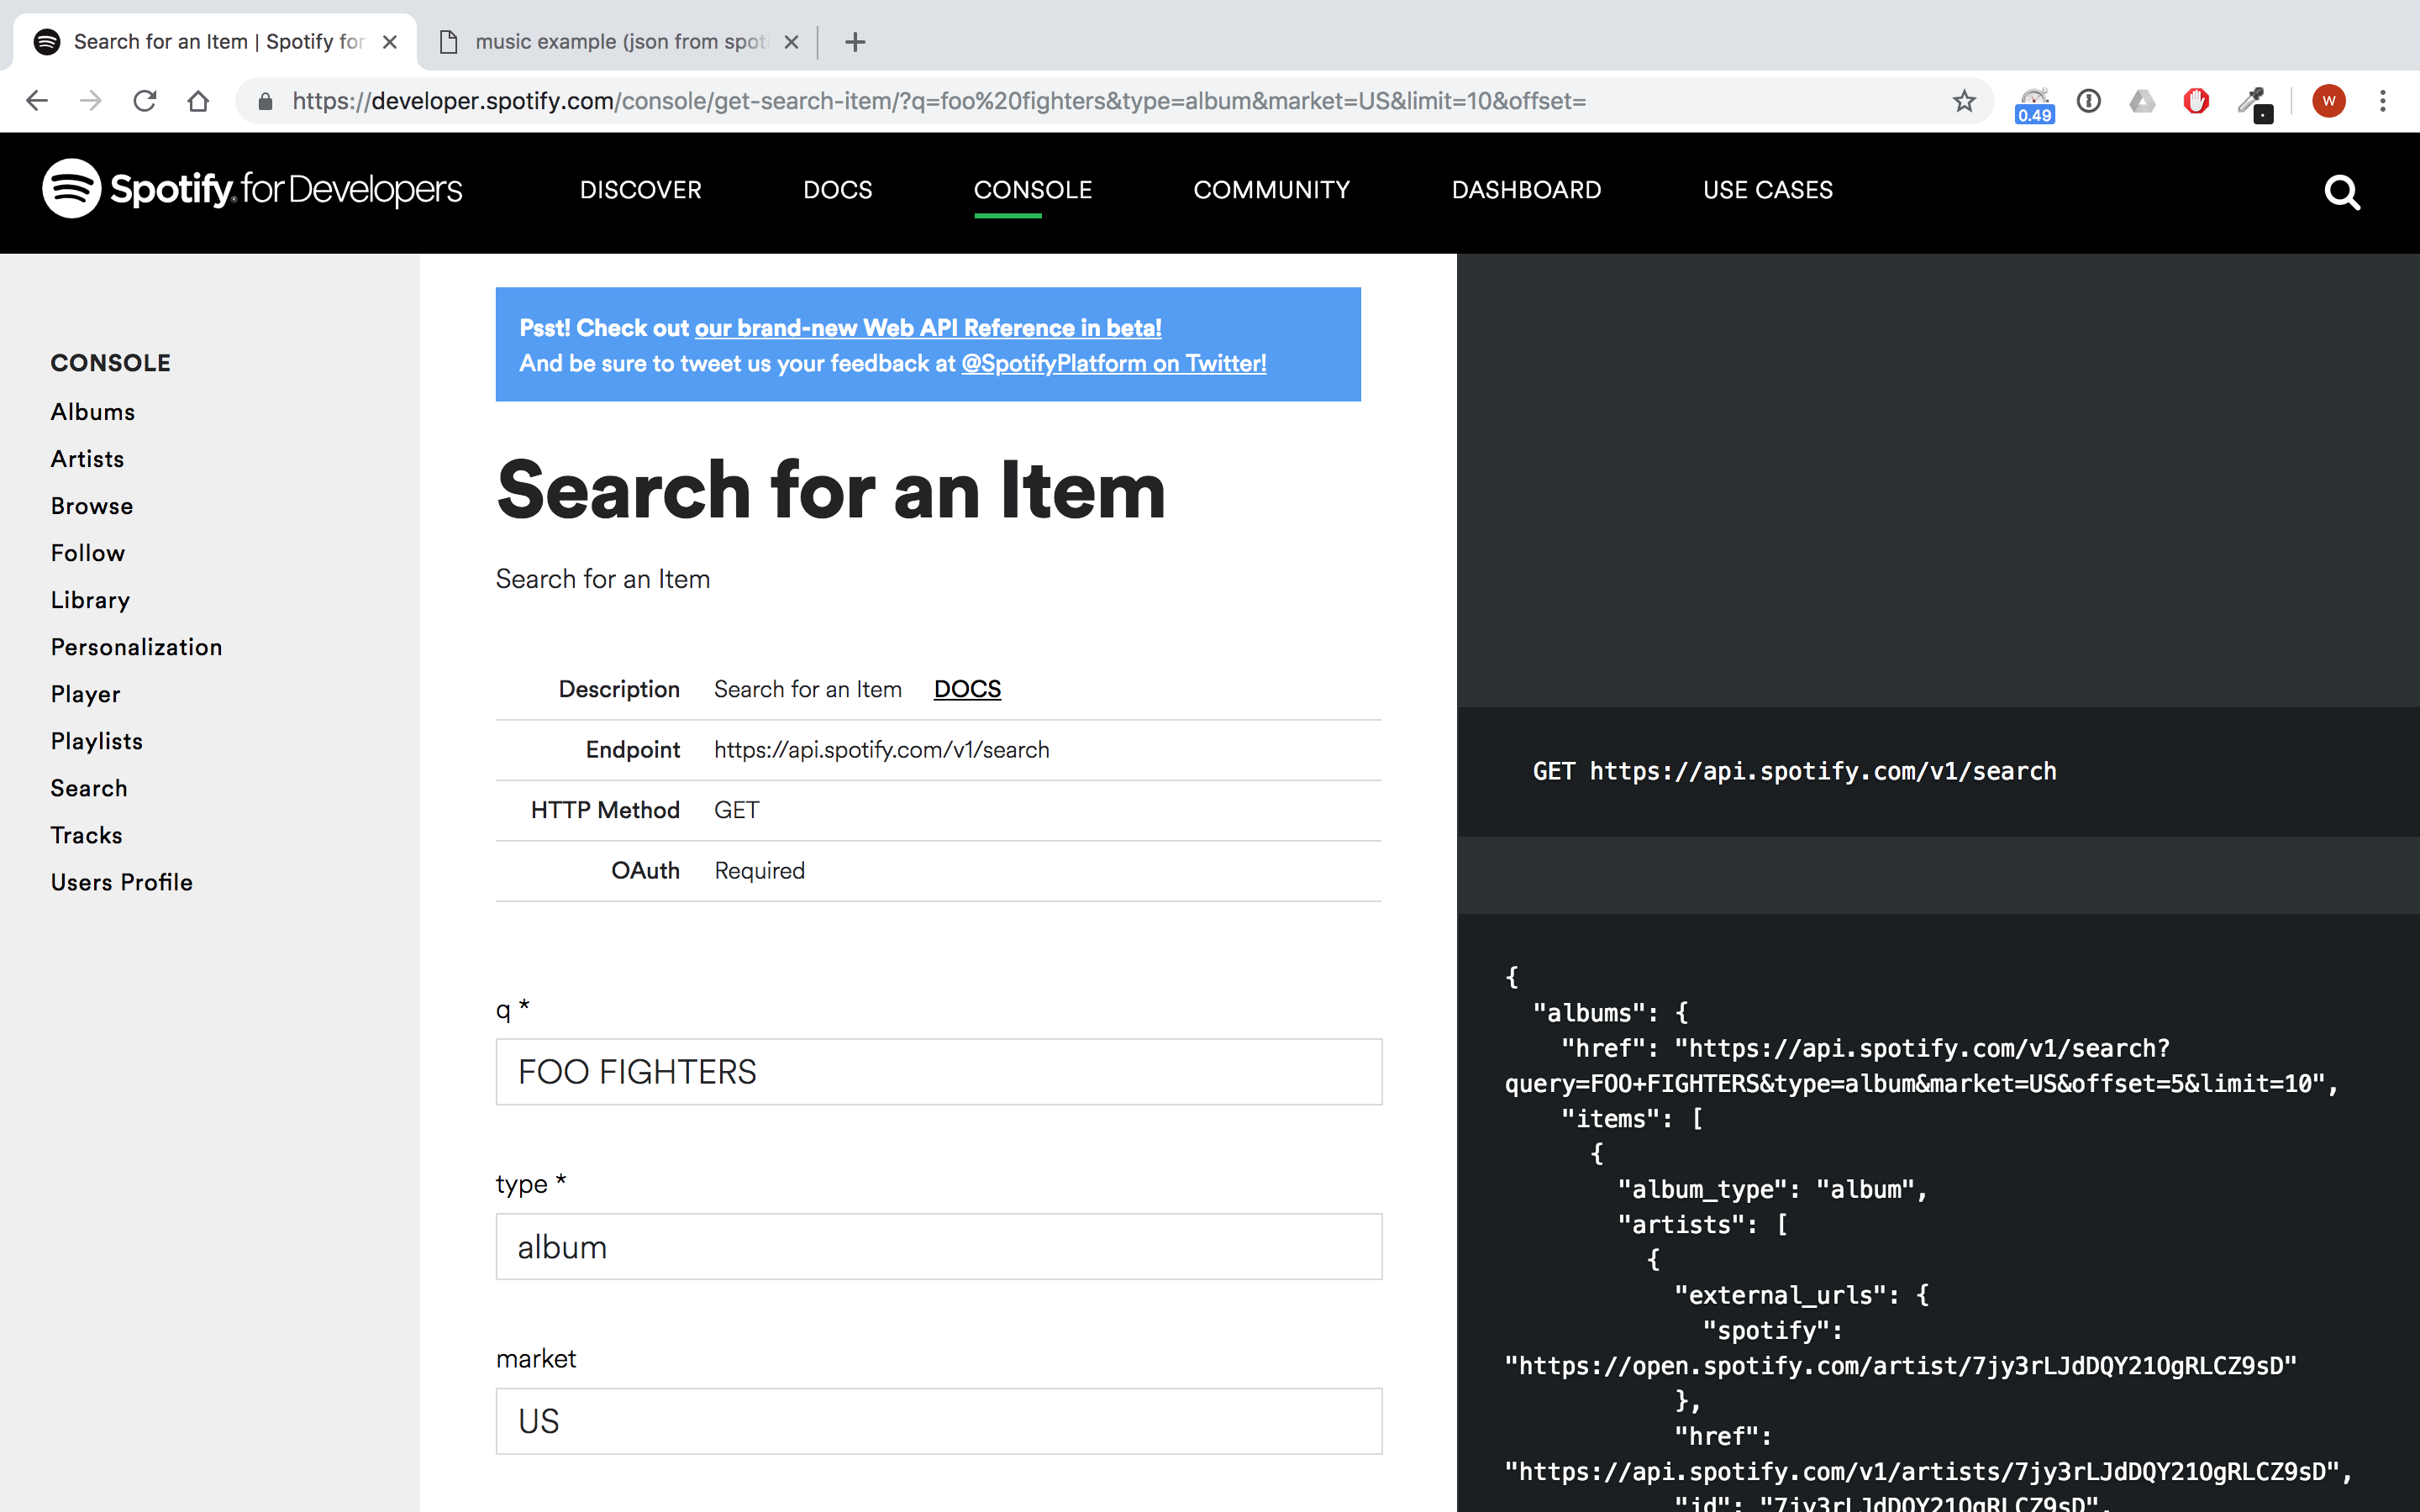 Search for an Item | Spotify for
music example (json from spoti
https://developer.spotify.com/console/get-search-item/?q=foo%20fighters&type=album&market=US&limit=10&offset=
0.49
W
Spotify for Developers
DISCOVER
DOCS
CONSOLE
COMMUNITY
DASHBOARD
USE CASES
CONSOLE
Albums
Artists
Browse
Follow
Library
Personalization
Player
Playlists
Search
Tracks
Users Profile
Psst! Check out our brand-new Web API Reference in beta!
And be sure to tweet us your feedback at @SpotifyPlatform on Twitter!
Search for an Item
Search for an Item
Description Search for an Item DOCS
Endpoint https://api.spotify.com/v1/search
HTTP Method GET
OAuth Required
q *
FOO FIGHTERS
type *
album
market
US
GET https://api.spotify.com/v1/search
{
"albums": {
"href": "https://api.spotify.com/v1/search?
query=FOO+FIGHTERS&type=album&market=US&offset=5&limit=10",
"items": [
{
"album_type": "album",
"artists": [
{
"external_urls": {
"spotify":
"https://open.spotify.com/artist/7jy3rLJdDQY21OgRLCZ9sD"
},
"href":
"https://api.spotify.com/v1/artists/7jy3rLJdDQY21OgRLCZ9sD",
"id": "7jy3rLJdDQY21OgRLCZ9sD",